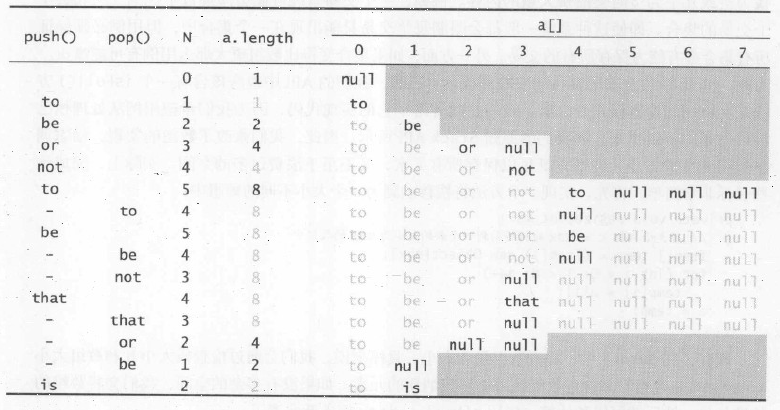 a[]
push() pop() N a.length
0 1 2 3 4 5 6 7
0 1 null
to 1 1 to
be 2 2 to be
or 3 4 to be or null
not 4 4 to be or not
to 5 8 to be or not to null null null
- to 4 8 to be or not null null null null
be 5 8 to be or not be null null null
- be 4 8 to be or not null null null null
- not 3 8 to be or null null null null null
that 4 8 to be or that null null null null
- that 3 8 to be or null null null null null
- or 2 4 to be null null
- be 1 2 to null
is 2 2 to is